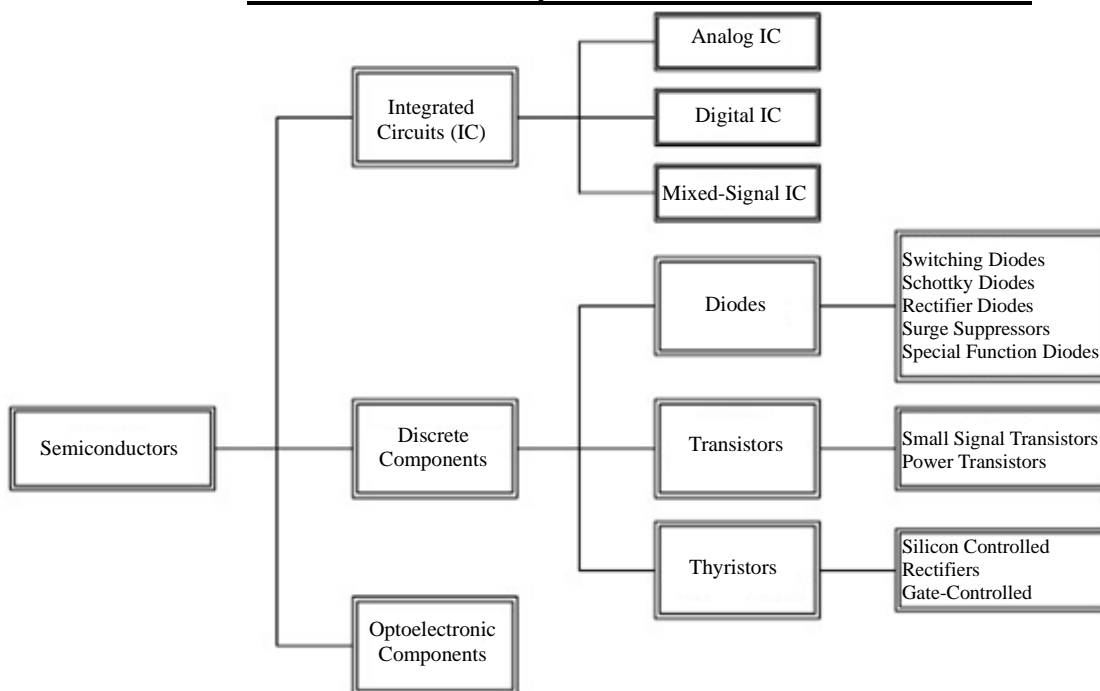 Analog IC
Integrated
Circuits (IC)
Digital IC
Mixed-Signal IC
Diodes
Switching Diodes
Schottky Diodes
Rectifier Diodes
Surge Suppressors
Special Function Diodes
Semiconductors
Discrete
Components
Transistors
Small Signal Transistors
Power Transistors
Thyristors
Silicon Controlled
Rectifiers
Gate-Controlled
Optoelectronic
Components